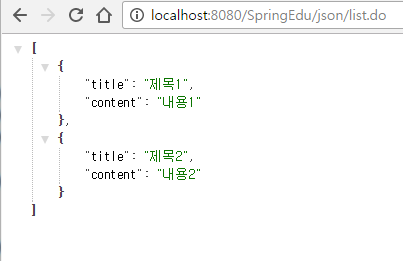 localhost:8080/SpringEdu/json/list.do
[
{
"title": "제목1",
"content": "내용1"
},
{
"title": "제목2",
"content": "내용2"
}
]